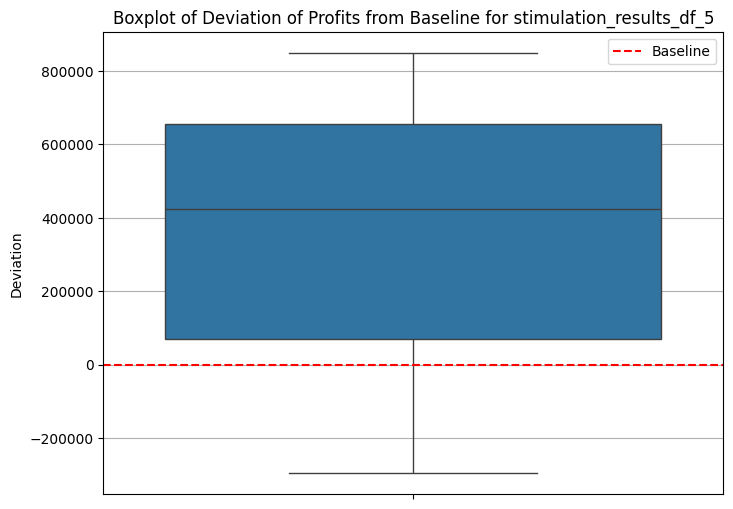 Boxplot of Deviation of Profits from Baseline for stimulation_results_df_5
Baseline
800000
600000
400000
200000
0
−200000
Deviation